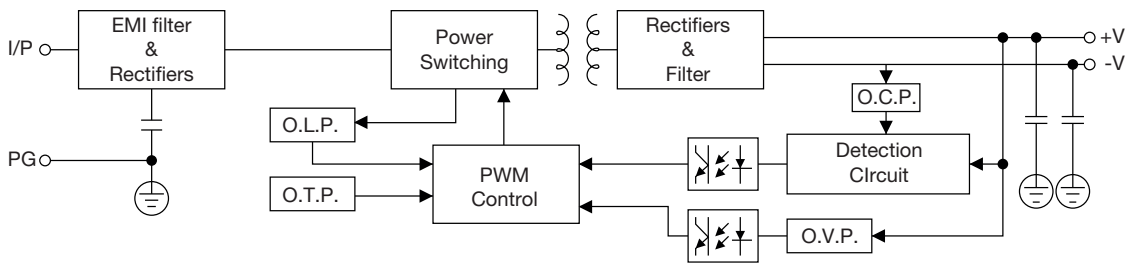 EMI filter
&
Rectifiers
Power
Switching
Rectifiers
&
Filter
I/P
+V
-V
O.C.P.
O.L.P.
PG
PWM
Control
Detection
CIrcuit
O.T.P.
O.V.P.